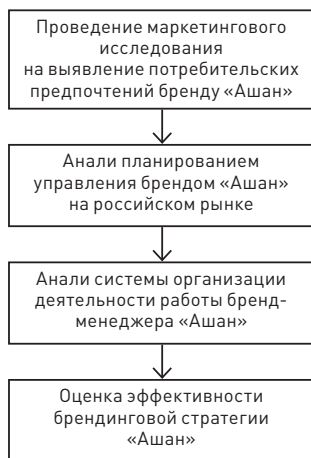 Проведение маркетингового
исследования
на выявление потребительских
предпочтений бренду «Ашан»
Анали планированием
управления брендом «Ашан»
на российском рынке
Анали системы организации
деятельности работы бренд-
менеджера «Ашан»
Оценка эффективности
брендинговой стратегии
«Ашан»